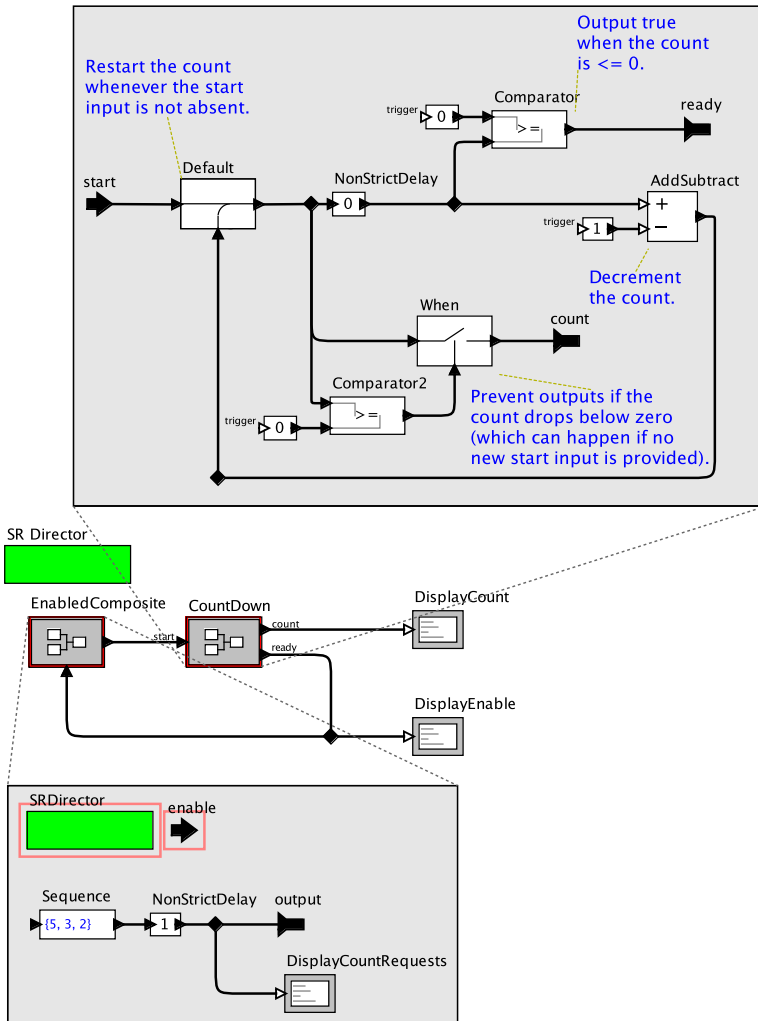 Output true
when the count
is <= 0.
Restart the count
whenever the start
input is not absent.
Comparator
trigger
0
>=
ready
Default
start
NonStrictDelay
0
AddSubtract
+
−
trigger
1
Decrement
the count.
When
count
Comparator2
>=
trigger
0
Prevent outputs if the
count drops below zero
(which can happen if no
new start input is provided).
SR Director
EnabledComposite
CountDown
start
count
ready
DisplayCount
DisplayEnable
SRDirector
enable
Sequence
{5, 3, 2}
NonStrictDelay
1
output
DisplayCountRequests